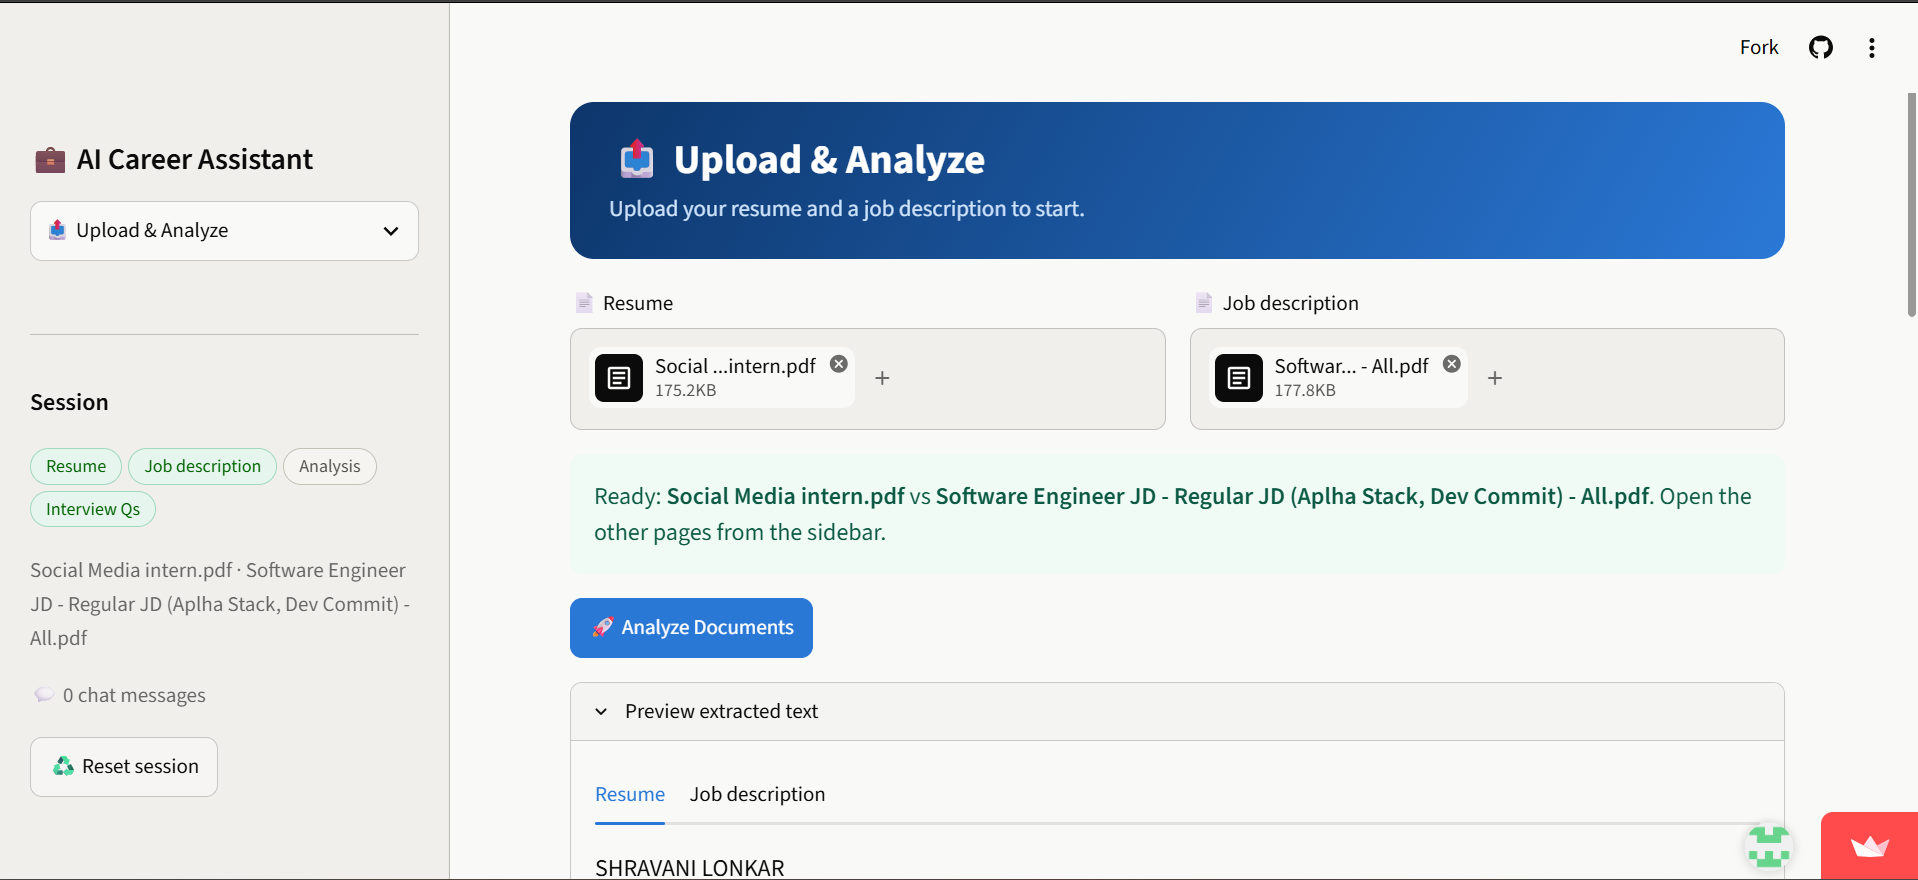 Fork
AI Career Assistant
Upload & Analyze
Session
Resume
Job description
Analysis
Interview Qs
Social Media intern.pdf · Software Engineer
JD - Regular JD (Aplha Stack, Dev Commit) -
All.pdf
0 chat messages
Reset session
Upload & Analyze
Upload your resume and a job description to start.
Resume
Social ...intern.pdf
175.2KB
Job description
Softwar... - All.pdf
177.8KB
Ready: Social Media intern.pdf vs Software Engineer JD - Regular JD (Aplha Stack, Dev Commit) - All.pdf. Open the
other pages from the sidebar.
Analyze Documents
Preview extracted text
Resume
Job description
SHRAVANI LONKAR